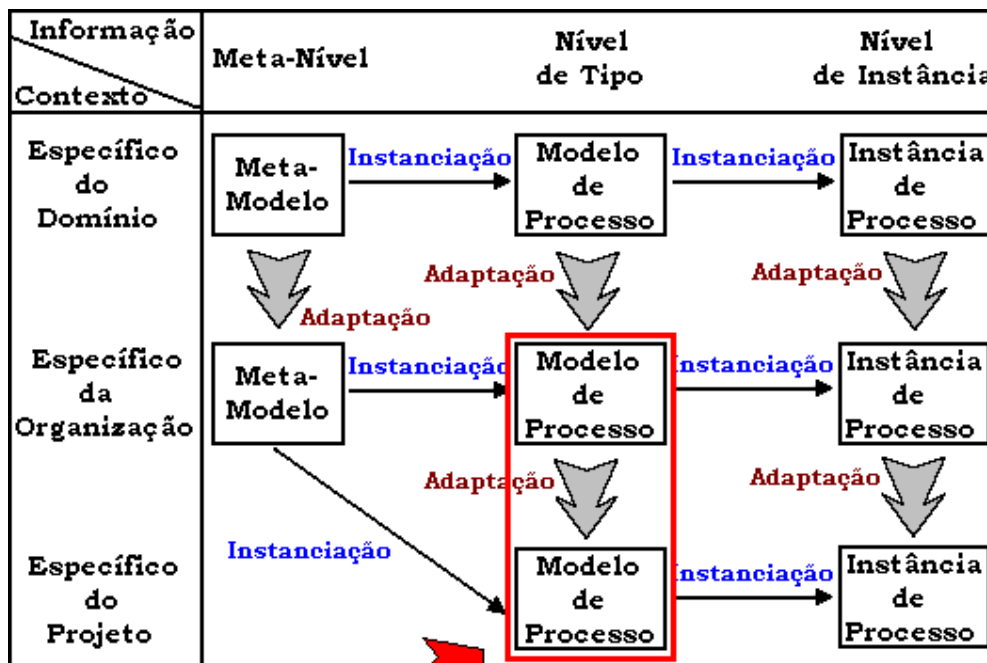 Informação
Contexto
Meta-Nível
Nível
de Tipo
Nível
de Instância
Específico
do
Domínio
Meta-
Modelo
Instanciação
Modelo
de
Processo
Instanciação
Instância
de
Processo
Adaptação
Adaptação
Adaptação
Específico
da
Organização
Meta-
Modelo
Instanciação
Modelo
de
Processo
Instanciação
Instância
de
Processo
Adaptação
Adaptação
Instanciação
Específico
do
Projeto
Modelo
de
Processo
Instanciação
Instância
de
Processo